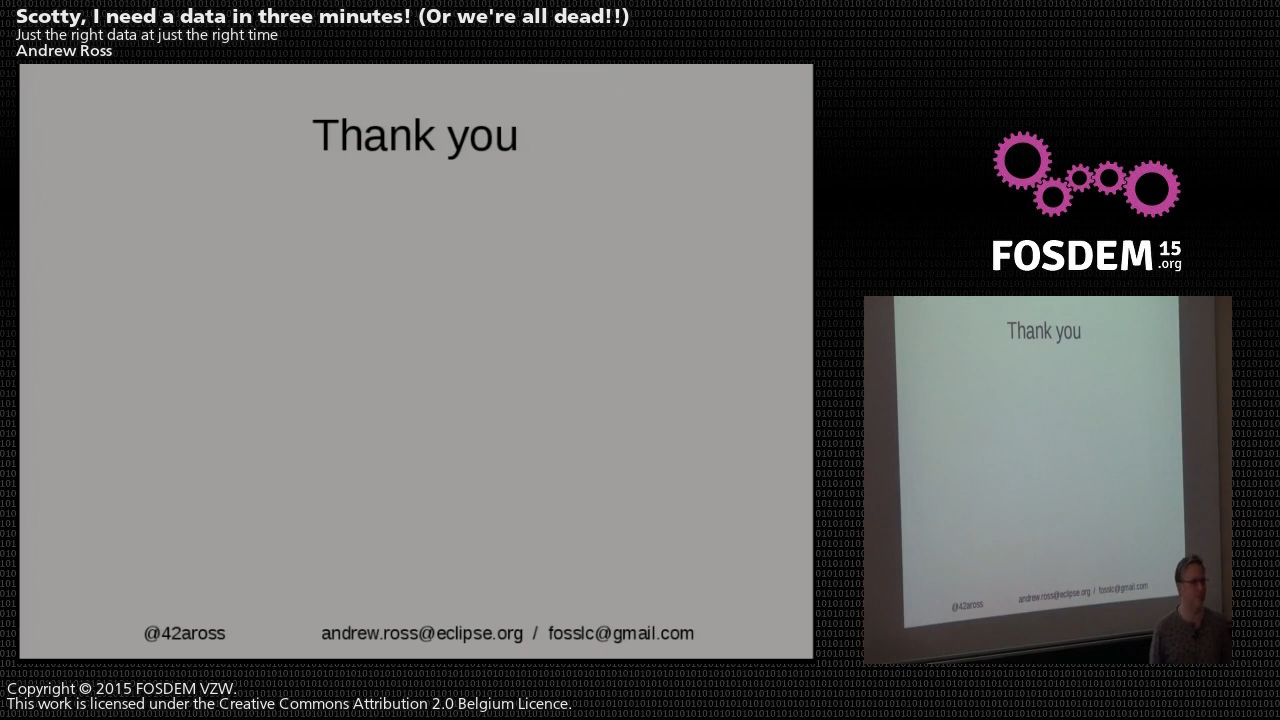 Scotty, I need a data in three minutes! (Or we're all dead!!)
Just the right data at just the right time
Andrew Ross
Thank you
@42aross andrew.ross@eclipse.org / fosslc@gmail.com
FOSDEM 15
.org
Thank you
@42aross andrew.ross@eclipse.org / fosslc@gmail.com
Copyright © 2015 FOSDEM VZW.
This work is licensed under the Creative Commons Attribution 2.0 Belgium Licence.